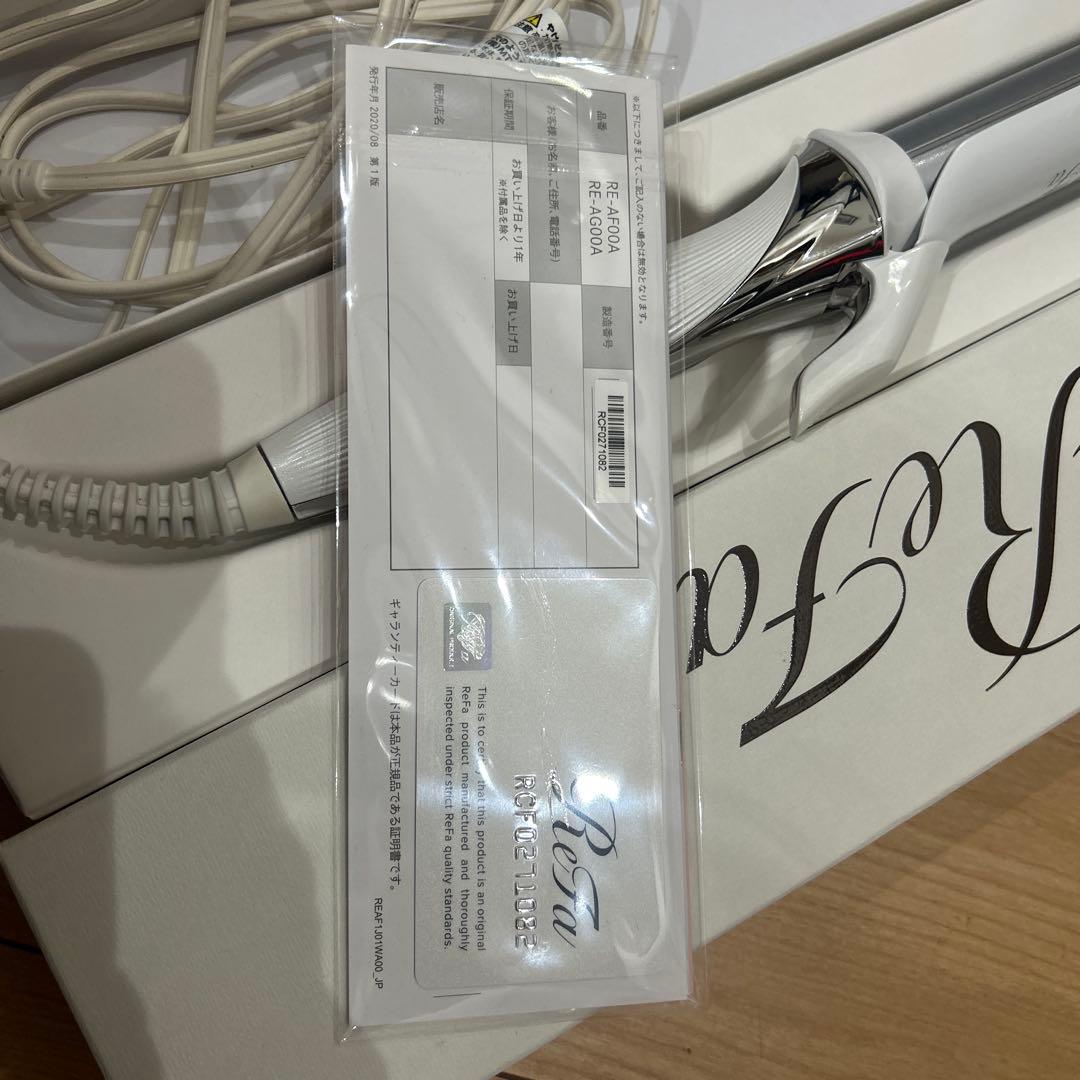 ※以下につきまして、ご記入のない場合は無効となります。
品番
RE-AF00A
RE-AG00A
製造番号
RCF0271082
お客様(お名前、ご住所、電話番号)
保証期間
お買い上げ日より1年
※付属品を除く
お買い上げ日
販売店名
発行年月 2020/08 第1版
ReFa
RCF0271082
This is to certify that this product is an original
ReFa product manufactured and thoroughly
inspected under strict ReFa quality standards.
ギャランティーカードは本品が正規品である証明書です。
REAF1J01WA00_JP
ReFa